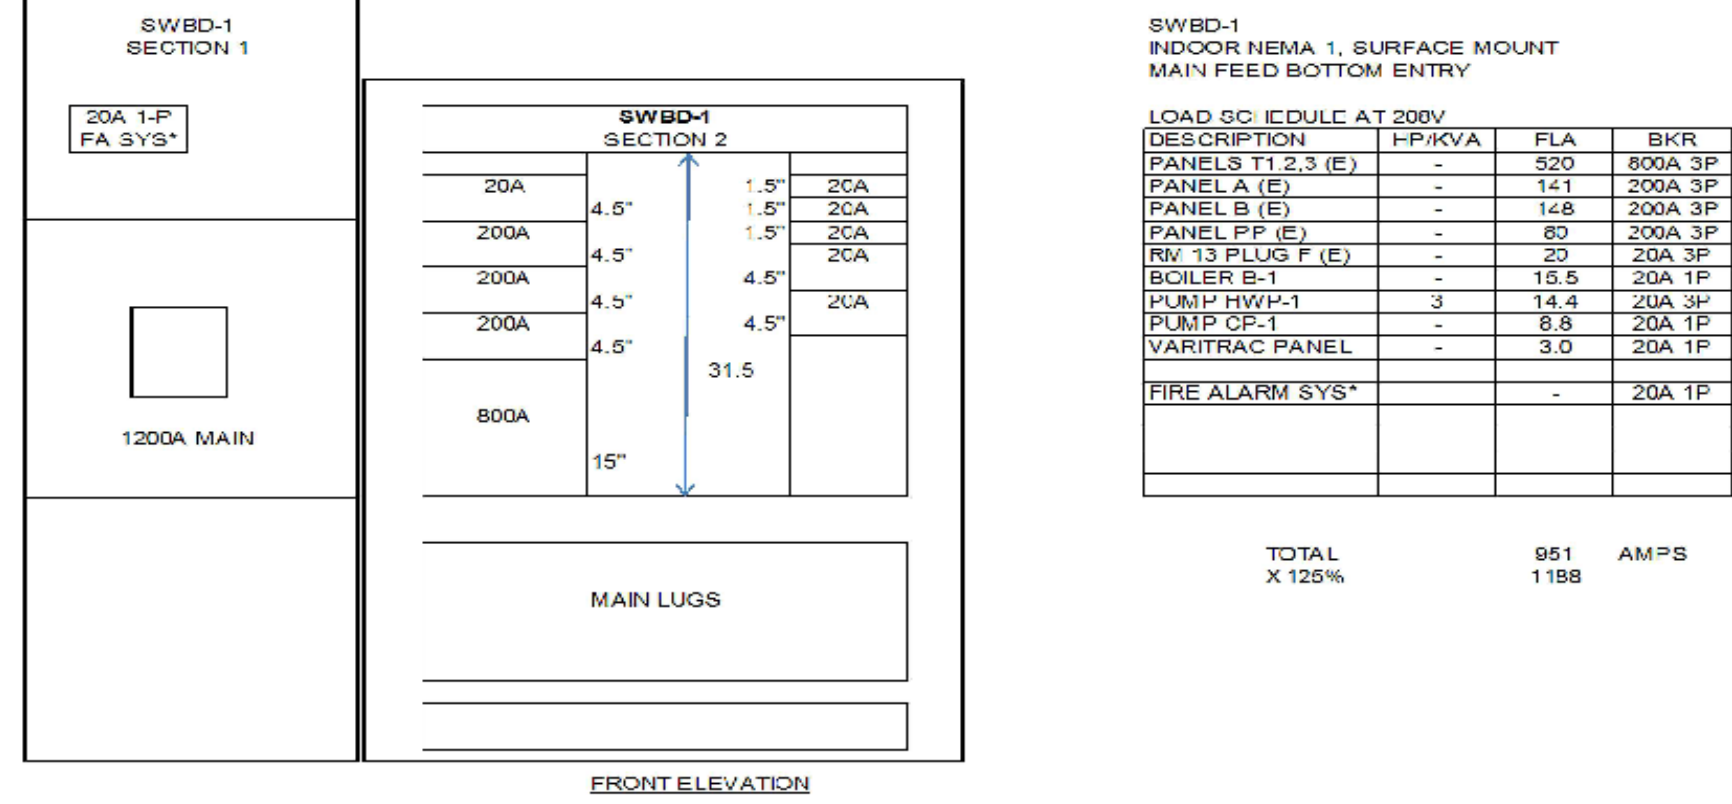 SWBD-1
SECTION 1
20A 1-P
FA SYS*
1200A MAIN
SWBD-1
SECTION 2
20A 1.5" 20A
4.5" 1.5" 20A
200A 1.5" 20A
4.5" 20A
200A 4.5"
4.5" 20A
200A 4.5"
4.5"
31.5
800A
15"
MAIN LUGS
FRONT ELEVATION
SWBD-1
INDOOR NEMA 1, SURFACE MOUNT
MAIN FEED BOTTOM ENTRY
LOAD SCHEDULE AT 208V
DESCRIPTION HP/KVA FLA BKR
PANELS T1.2,3 (E) - 520 800A 3P
PANEL A (E) - 141 200A 3P
PANEL B (E) - 148 200A 3P
PANEL PP (E) - 80 200A 3P
RM 13 PLUG F (E) - 20 20A 3P
BOILER B-1 - 15.5 20A 1P
PUMP HWP-1 3 14.4 20A 3P
PUMP CP-1 - 8.8 20A 1P
VARITRAC PANEL - 3.0 20A 1P
FIRE ALARM SYS* - 20A 1P
TOTAL 951 AMPS
X 125% 1188